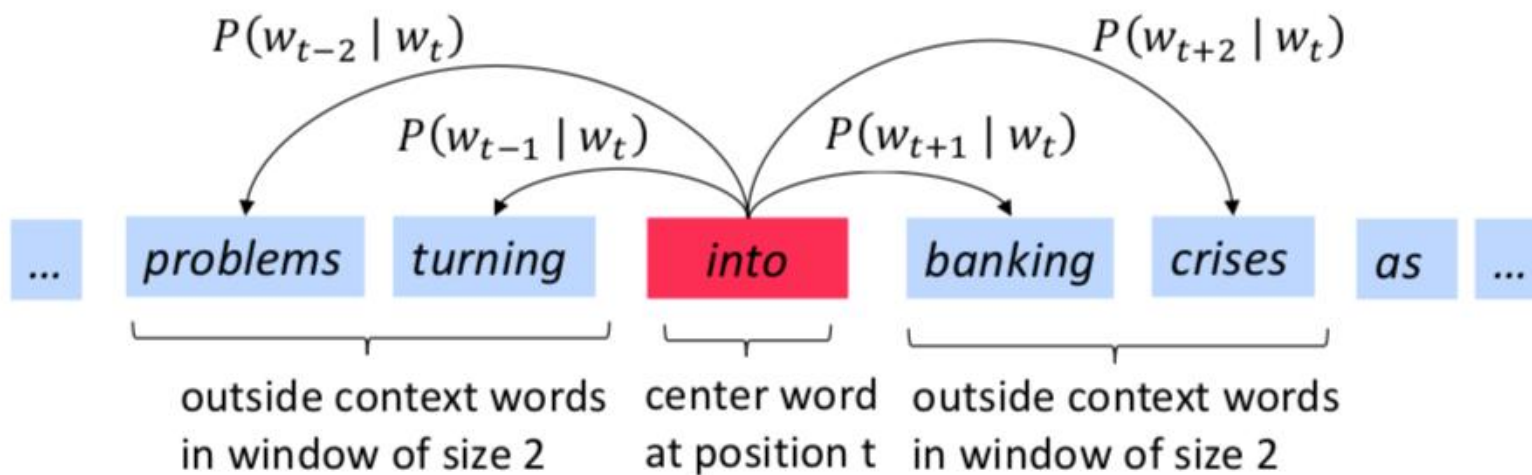 P(w_{t−2} | w_t) P(w_{t+2} | w_t)
P(w_{t−1} | w_t) P(w_{t+1} | w_t)
... problems turning into banking crises as ...
outside context words center word outside context words
in window of size 2 at position t in window of size 2